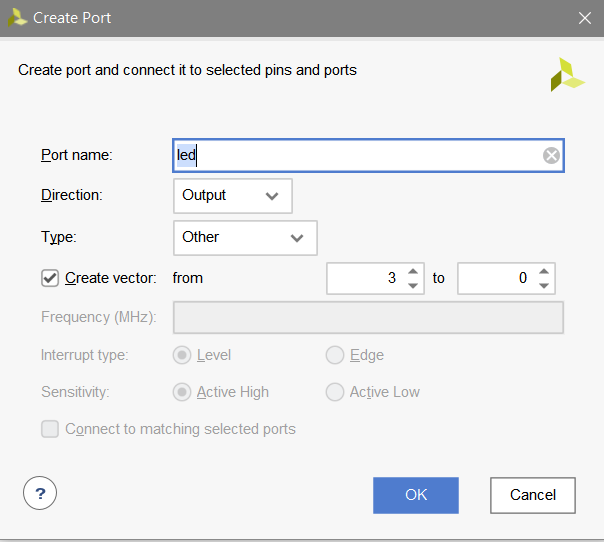 Create Port
Create port and connect it to selected pins and ports
Port name: led
Direction: Output
Type: Other
Create vector: from 3 to 0
Frequency (MHz):
Interrupt type: Level Edge
Sensitivity: Active High Active Low
Connect to matching selected ports
? OK Cancel